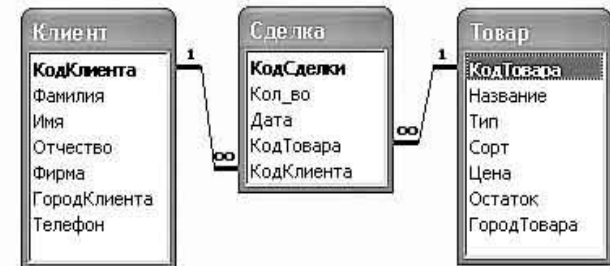 Клиент
КодКлиента
Фамилия
Имя
Отчество
Фирма
ГородКлиента
Телефон
1
∞
Сделка
КодСделки
Кол_во
Дата
КодТовара
КодКлиента
∞
1
Товар
КодТовара
Название
Тип
Сорт
Цена
Остаток
ГородТовара